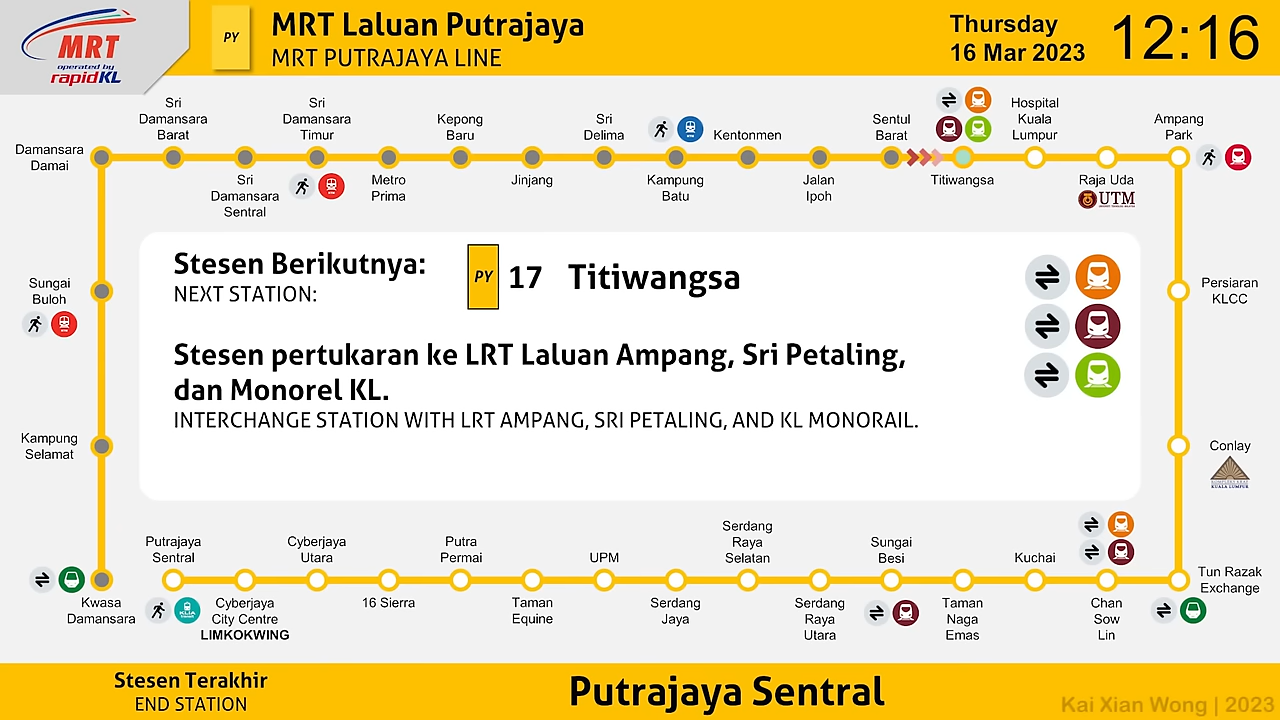 MRT
operated by
rapidKL
PY
MRT Laluan Putrajaya
MRT PUTRAJAYA LINE
Thursday
16 Mar 2023
12:16
Damansara
Damai
Sri
Damansara
Barat
Sri
Damansara
Sentral
Sri
Damansara
Timur
Metro
Prima
Kepong
Baru
Jinjang
Sri
Delima
Kampung
Batu
Kentonmen
Jalan
Ipoh
Sentul
Barat
Titiwangsa
Hospital
Kuala
Lumpur
Raja Uda
UTM
Ampang
Park
Sungai
Buloh
Persiaran
KLCC
Kampung
Selamat
Conlay
Stesen Berikutnya:
NEXT STATION:
PY
17
Titiwangsa
Stesen pertukaran ke LRT Laluan Ampang, Sri Petaling,
dan Monorel KL.
INTERCHANGE STATION WITH LRT AMPANG, SRI PETALING, AND KL MONORAIL.
Kwasa
Damansara
Putrajaya
Sentral
Cyberjaya
City Centre
LIMKOKWING
Cyberjaya
Utara
16 Sierra
Putra
Permai
Taman
Equine
UPM
Serdang
Jaya
Serdang
Raya
Selatan
Serdang
Raya
Utara
Sungai
Besi
Taman
Naga
Emas
Kuchai
Chan
Sow
Lin
Tun Razak
Exchange
Stesen Terakhir
END STATION
Putrajaya Sentral
Kai Xian Wong | 2023